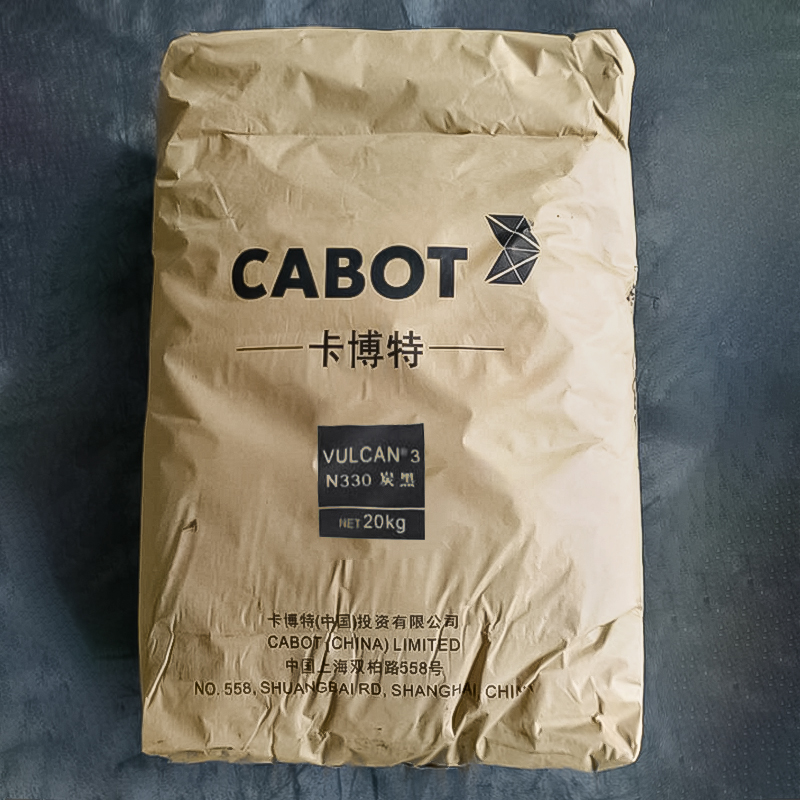 CABOT
卡博特
VULCAN® 3
N330 炭黑
NET 20kg
卡博特(中国)投资有限公司
CABOT (CHINA) LIMITED
中国上海双柏路558号
NO. 558, SHUANGBAI RD, SHANGHAI, CHINA